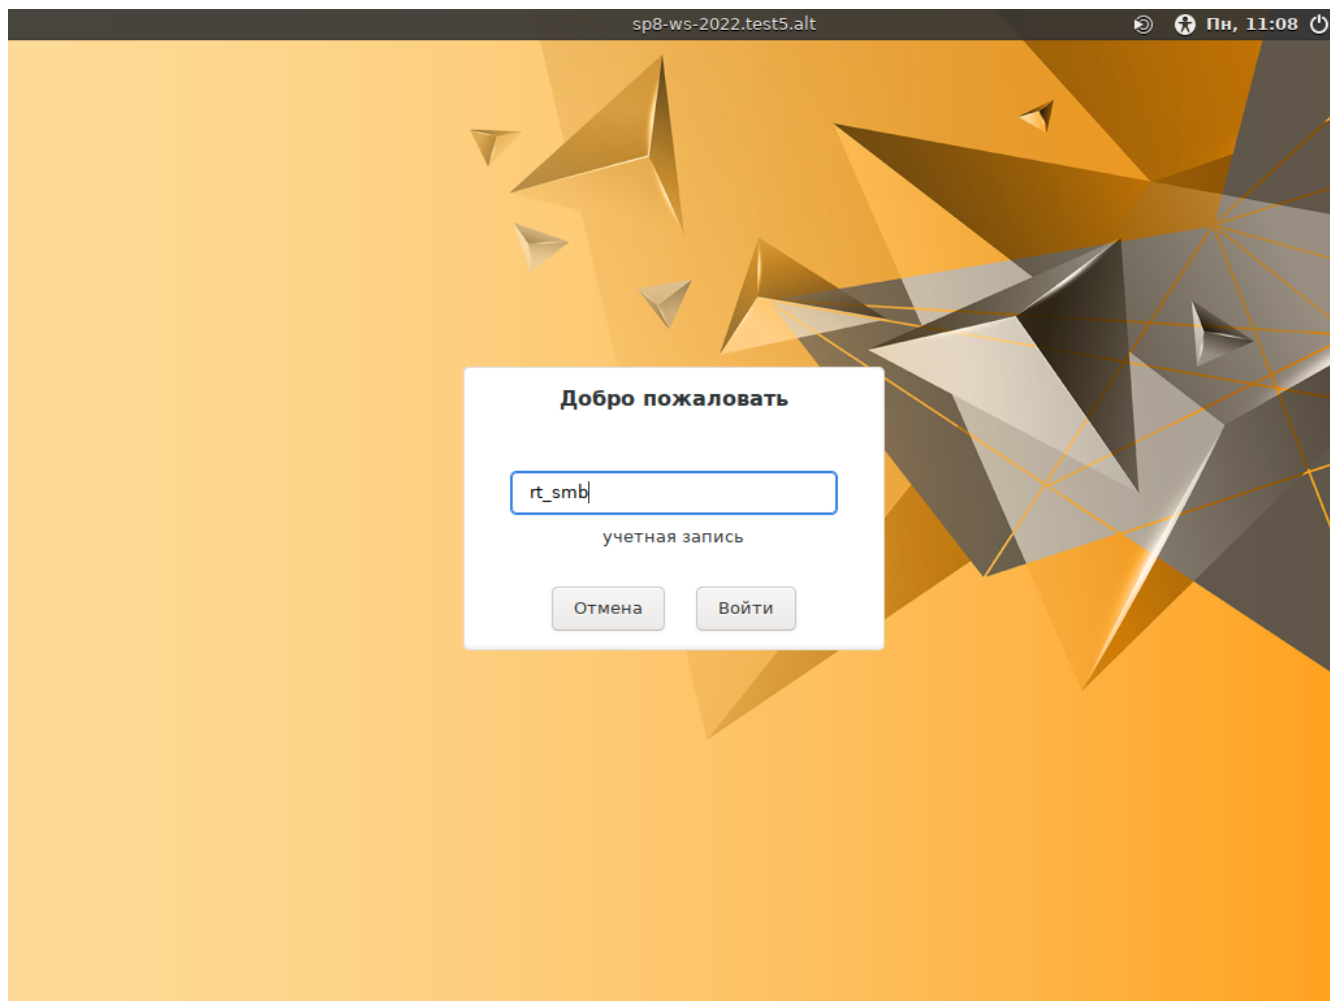 sp8-ws-2022.test5.alt
Пн, 11:08
Добро пожаловать
rt_smb
учетная запись
Отмена
Войти